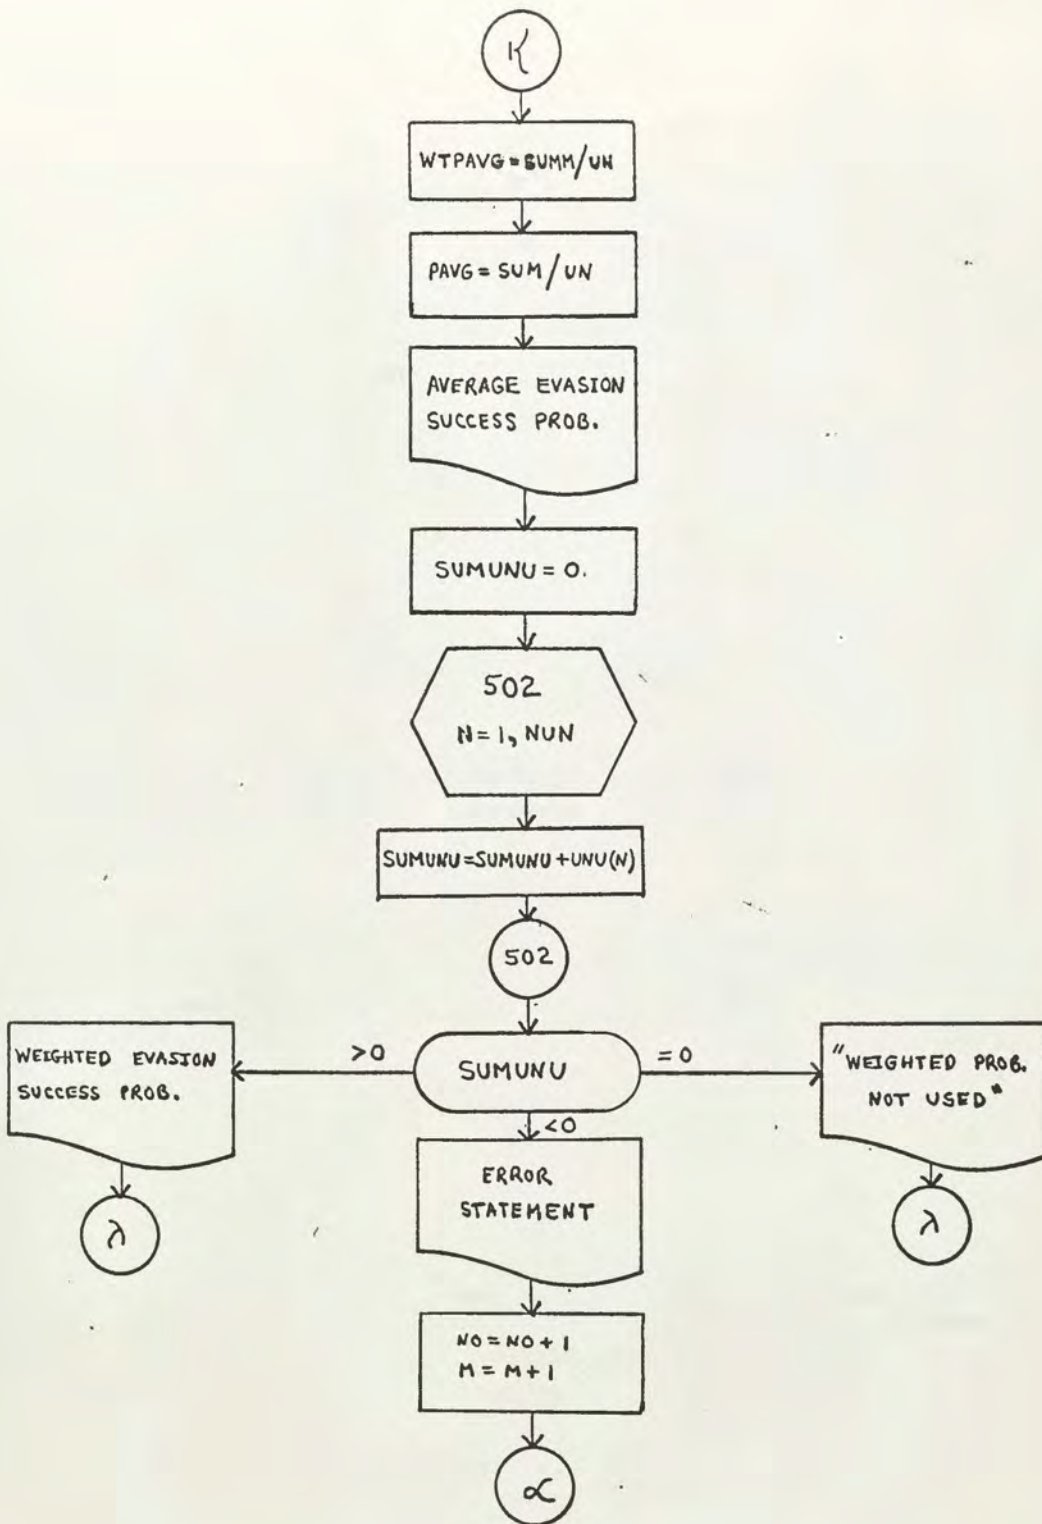 K
WTPAVG = SUMM/UN
PAVG = SUM/UN
AVERAGE EVASION
SUCCESS PROB.
SUMUNU = 0.
502
N = 1, NUN
SUMUNU = SUMUNU + UNU(N)
502
SUMUNU
>0
=0
<0
WEIGHTED EVASION
SUCCESS PROB.
λ
"WEIGHTED PROB.
NOT USED"
λ
ERROR
STATEMENT
NO = NO + 1
M = M + 1
α